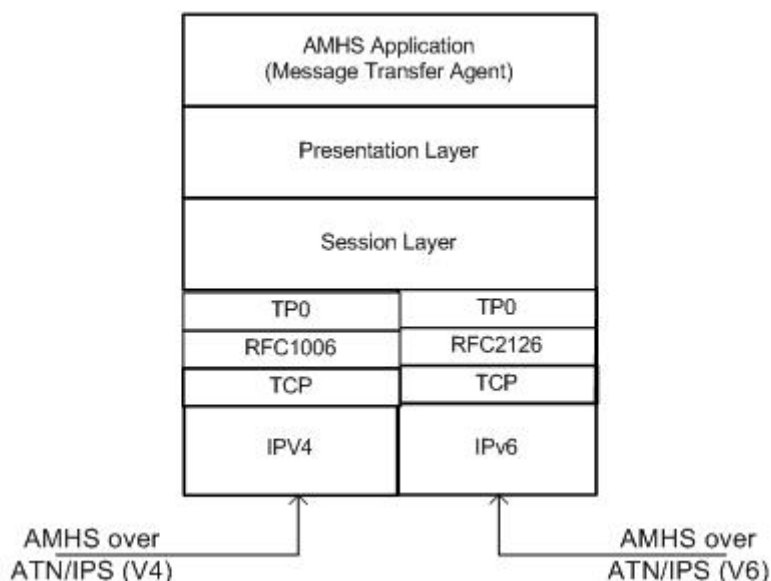 AMHS Application
(Message Transfer Agent)
Presentation Layer
Session Layer
TP0 TP0
RFC1006 RFC2126
TCP TCP
IPV4 IPv6
AMHS over AMHS over
ATN/IPS (V4) ATN/IPS (V6)